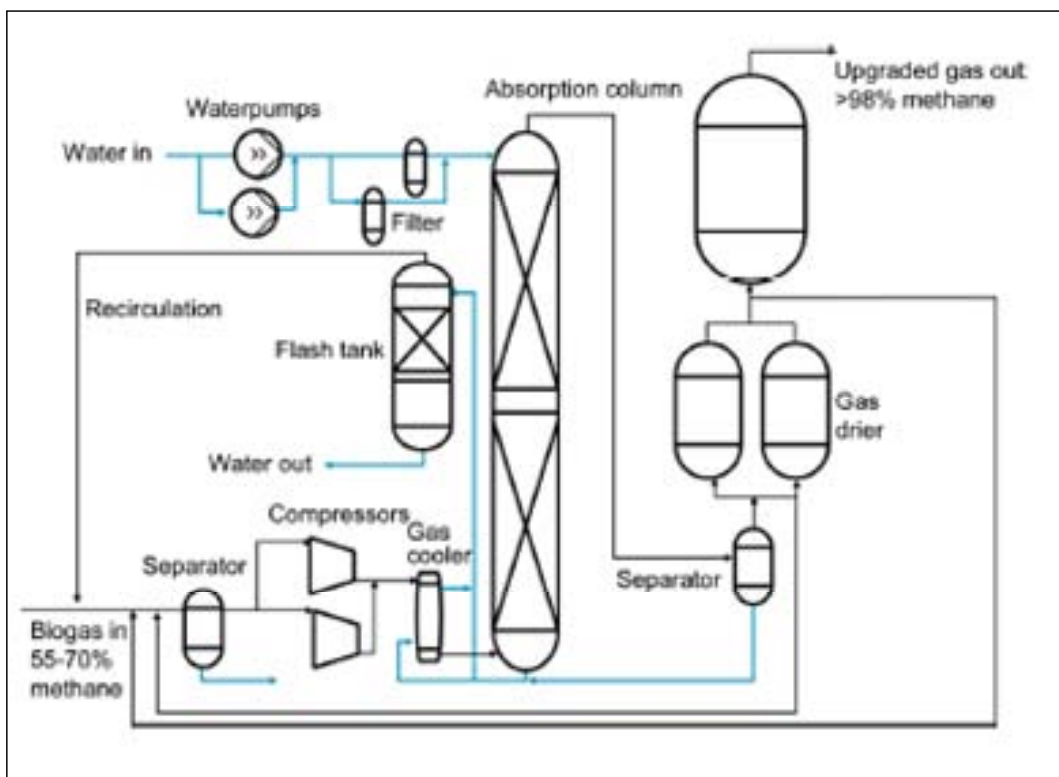 Upgraded gas out:
>98% methane
Absorption column
Waterpumps
Water in
Filter
Recirculation
Flash tank
Gas
drier
Water out
Compressors
Gas
cooler
Separator
Separator
Biogas in
55-70%
methane